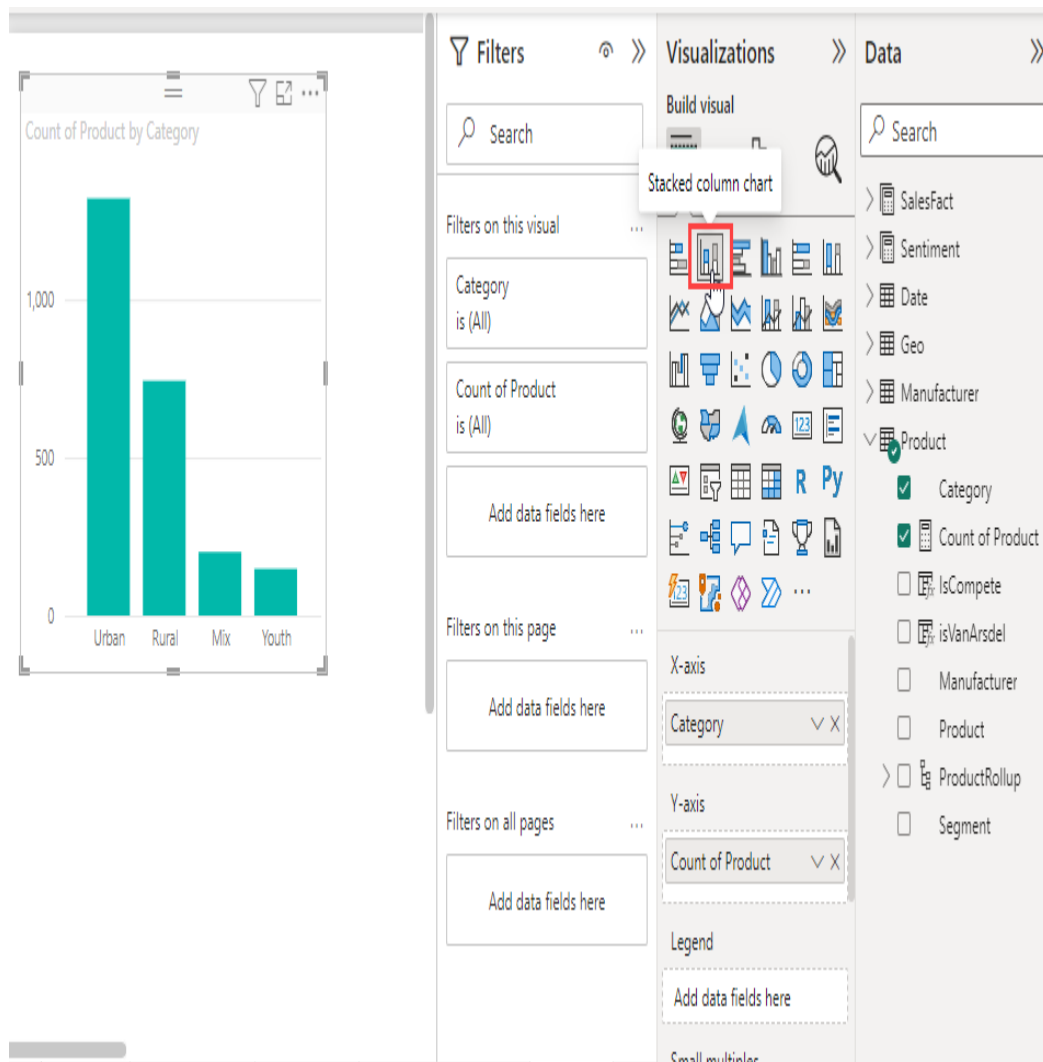 Count of Product by Category
1,000
500
0
Urban Rural Mix Youth
Filters
Search
Filters on this visual
Category
is (All)
Count of Product
is (All)
Add data fields here
Filters on this page
Add data fields here
Filters on all pages
Add data fields here
Visualizations
Build visual
Stacked column chart
123
R Py
123
X-axis
Category
Y-axis
Count of Product
Legend
Add data fields here
Small multiples
Data
Search
SalesFact
Sentiment
Date
Geo
Manufacturer
Product
Category
Count of Product
IsCompete
isVanArsdel
Manufacturer
Product
ProductRollup
Segment